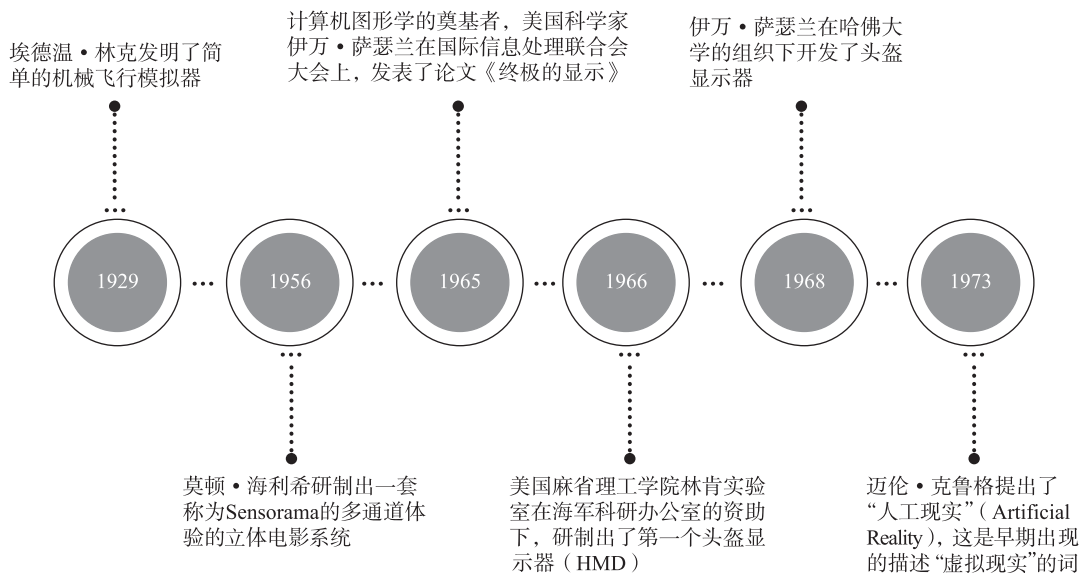 埃德温·林克发明了简
单的机械飞行模拟器
计算机图形学的奠基者，美国科学家
伊万·萨瑟兰在国际信息处理联合会
大会上，发表了论文《终极的显示》
伊万·萨瑟兰在哈佛大
学的组织下开发了头盔
显示器
1929
1956
1965
1966
1968
1973
莫顿·海利希研制出一套
称为Sensorama的多通道体
验的立体电影系统
美国麻省理工学院林肯实验
室在海军科研办公室的资助
下，研制出了第一个头盔显
示器（HMD）
迈伦·克鲁格提出了
“人工现实”（Artificial
Reality），这是早期出现
的描述“虚拟现实”的词